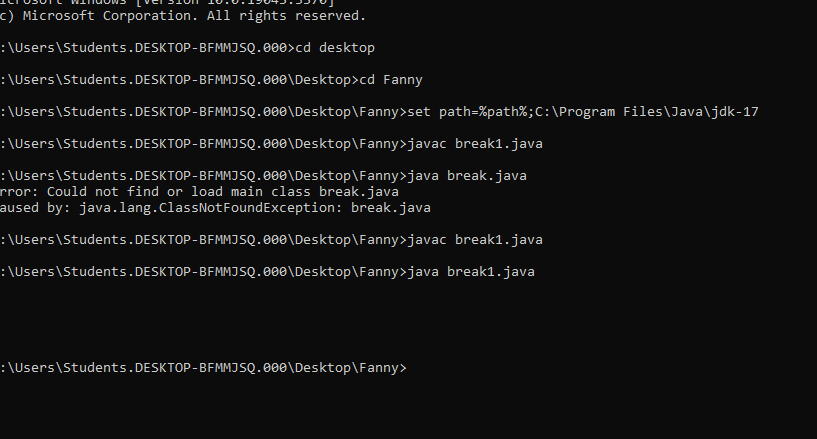 icrosoft Windows [Version 10.0.19045.5370]
c) Microsoft Corporation. All rights reserved.
:\Users\Students.DESKTOP-BFMMJSQ.000>cd desktop
:\Users\Students.DESKTOP-BFMMJSQ.000\Desktop>cd Fanny
:\Users\Students.DESKTOP-BFMMJSQ.000\Desktop\Fanny>set path=%path%;C:\Program Files\Java\jdk-17
:\Users\Students.DESKTOP-BFMMJSQ.000\Desktop\Fanny>javac break1.java
:\Users\Students.DESKTOP-BFMMJSQ.000\Desktop\Fanny>java break.java
rror: Could not find or load main class break.java
aused by: java.lang.ClassNotFoundException: break.java
:\Users\Students.DESKTOP-BFMMJSQ.000\Desktop\Fanny>javac break1.java
:\Users\Students.DESKTOP-BFMMJSQ.000\Desktop\Fanny>java break1.java
:\Users\Students.DESKTOP-BFMMJSQ.000\Desktop\Fanny>